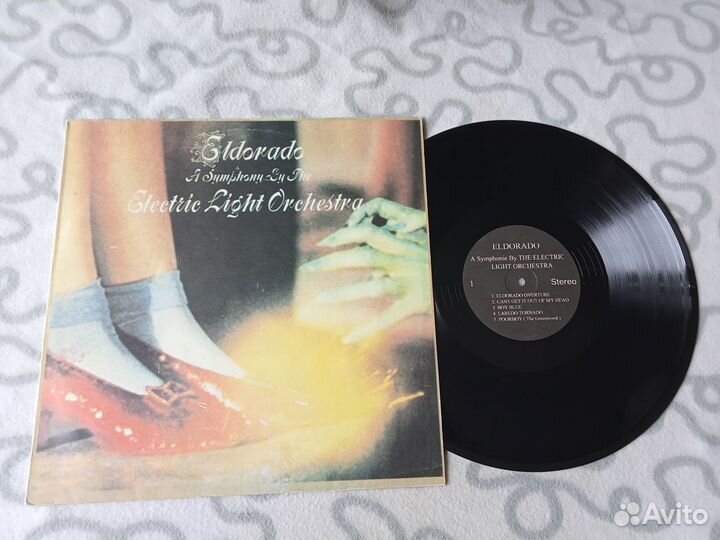 Eldorado
A Symphony By The
Electric Light Orchestra
ELDORADO
A Symphonie By THE ELECTRIC
LIGHT ORCHESTRA
1
Stereo
1. ELDORADO OVERTURE
2. CANT GET IT OUT OF MY HEAD
3. BOY BLUE
4. LAREDO TORNADO
5. POORBOY ( The Greenwood )
Avito